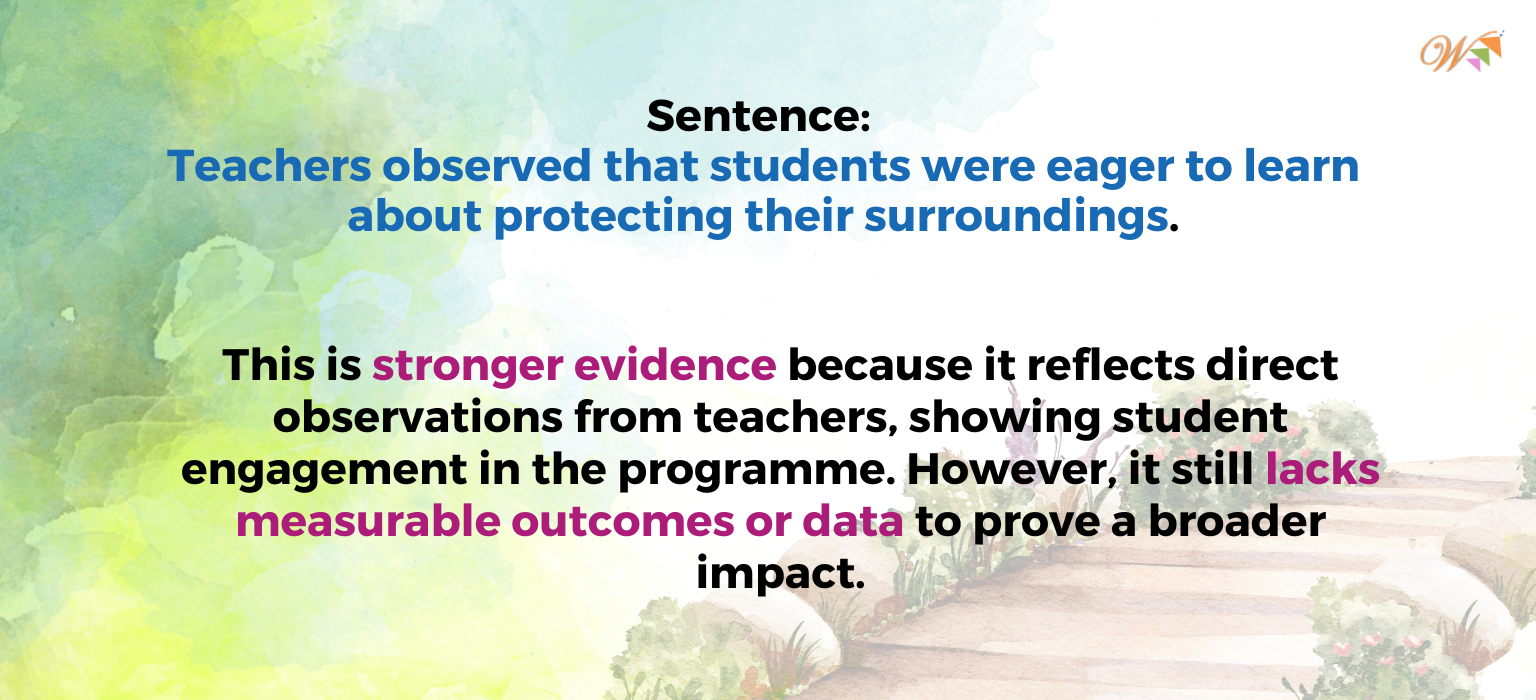 W
Sentence:
Teachers observed that students were eager to learn
about protecting their surroundings.
This is stronger evidence because it reflects direct
observations from teachers, showing student
engagement in the programme. However, it still lacks
measurable outcomes or data to prove a broader
impact.